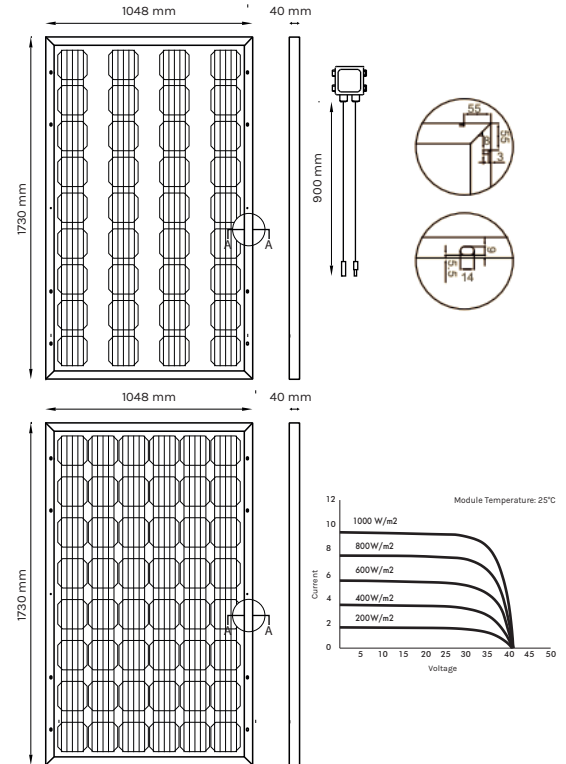 1048 mm
40 mm
1730 mm
A A
900 mm
55
55
8
3
9
5.5
14
1048 mm
40 mm
1730 mm
A A
Module Temperature: 25°C
Current
12
10
8
6
4
2
0
1000 W/m2
800W/m2
600W/m2
400W/m2
200W/m2
5 10 15 20 25 30 35 40 45 50
Voltage